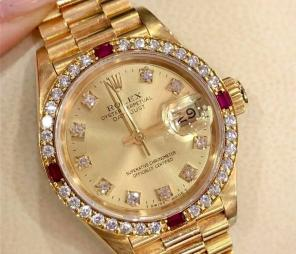 ROLEX
OYSTER PERPETUAL
DATEJUST
29
SUPERLATIVE CHRONOMETER
OFFICIALLY CERTIFIED